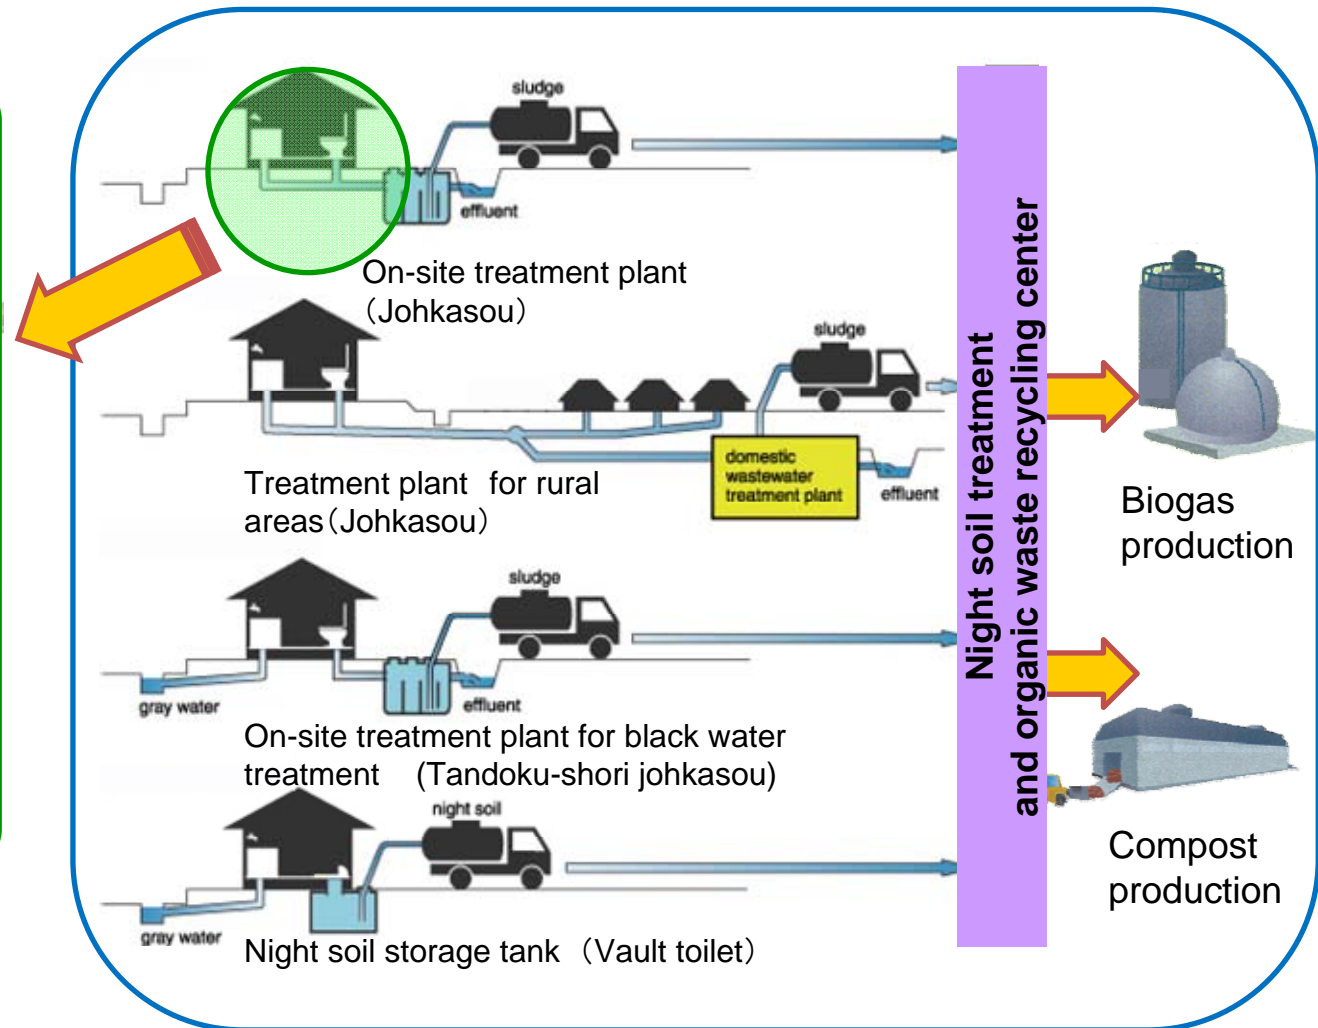 sludge
effluent
On-site treatment plant
（Johkasou）
sludge
domestic
wastewater
treatment plant
effluent
Treatment plant for rural
areas（Johkasou）
sludge
gray water
effluent
On-site treatment plant for black water
treatment (Tandoku-shori johkasou)
night soil
gray water
Night soil storage tank （Vault toilet）
Night soil treatment
and organic waste recycling center
Biogas
production
Compost
production